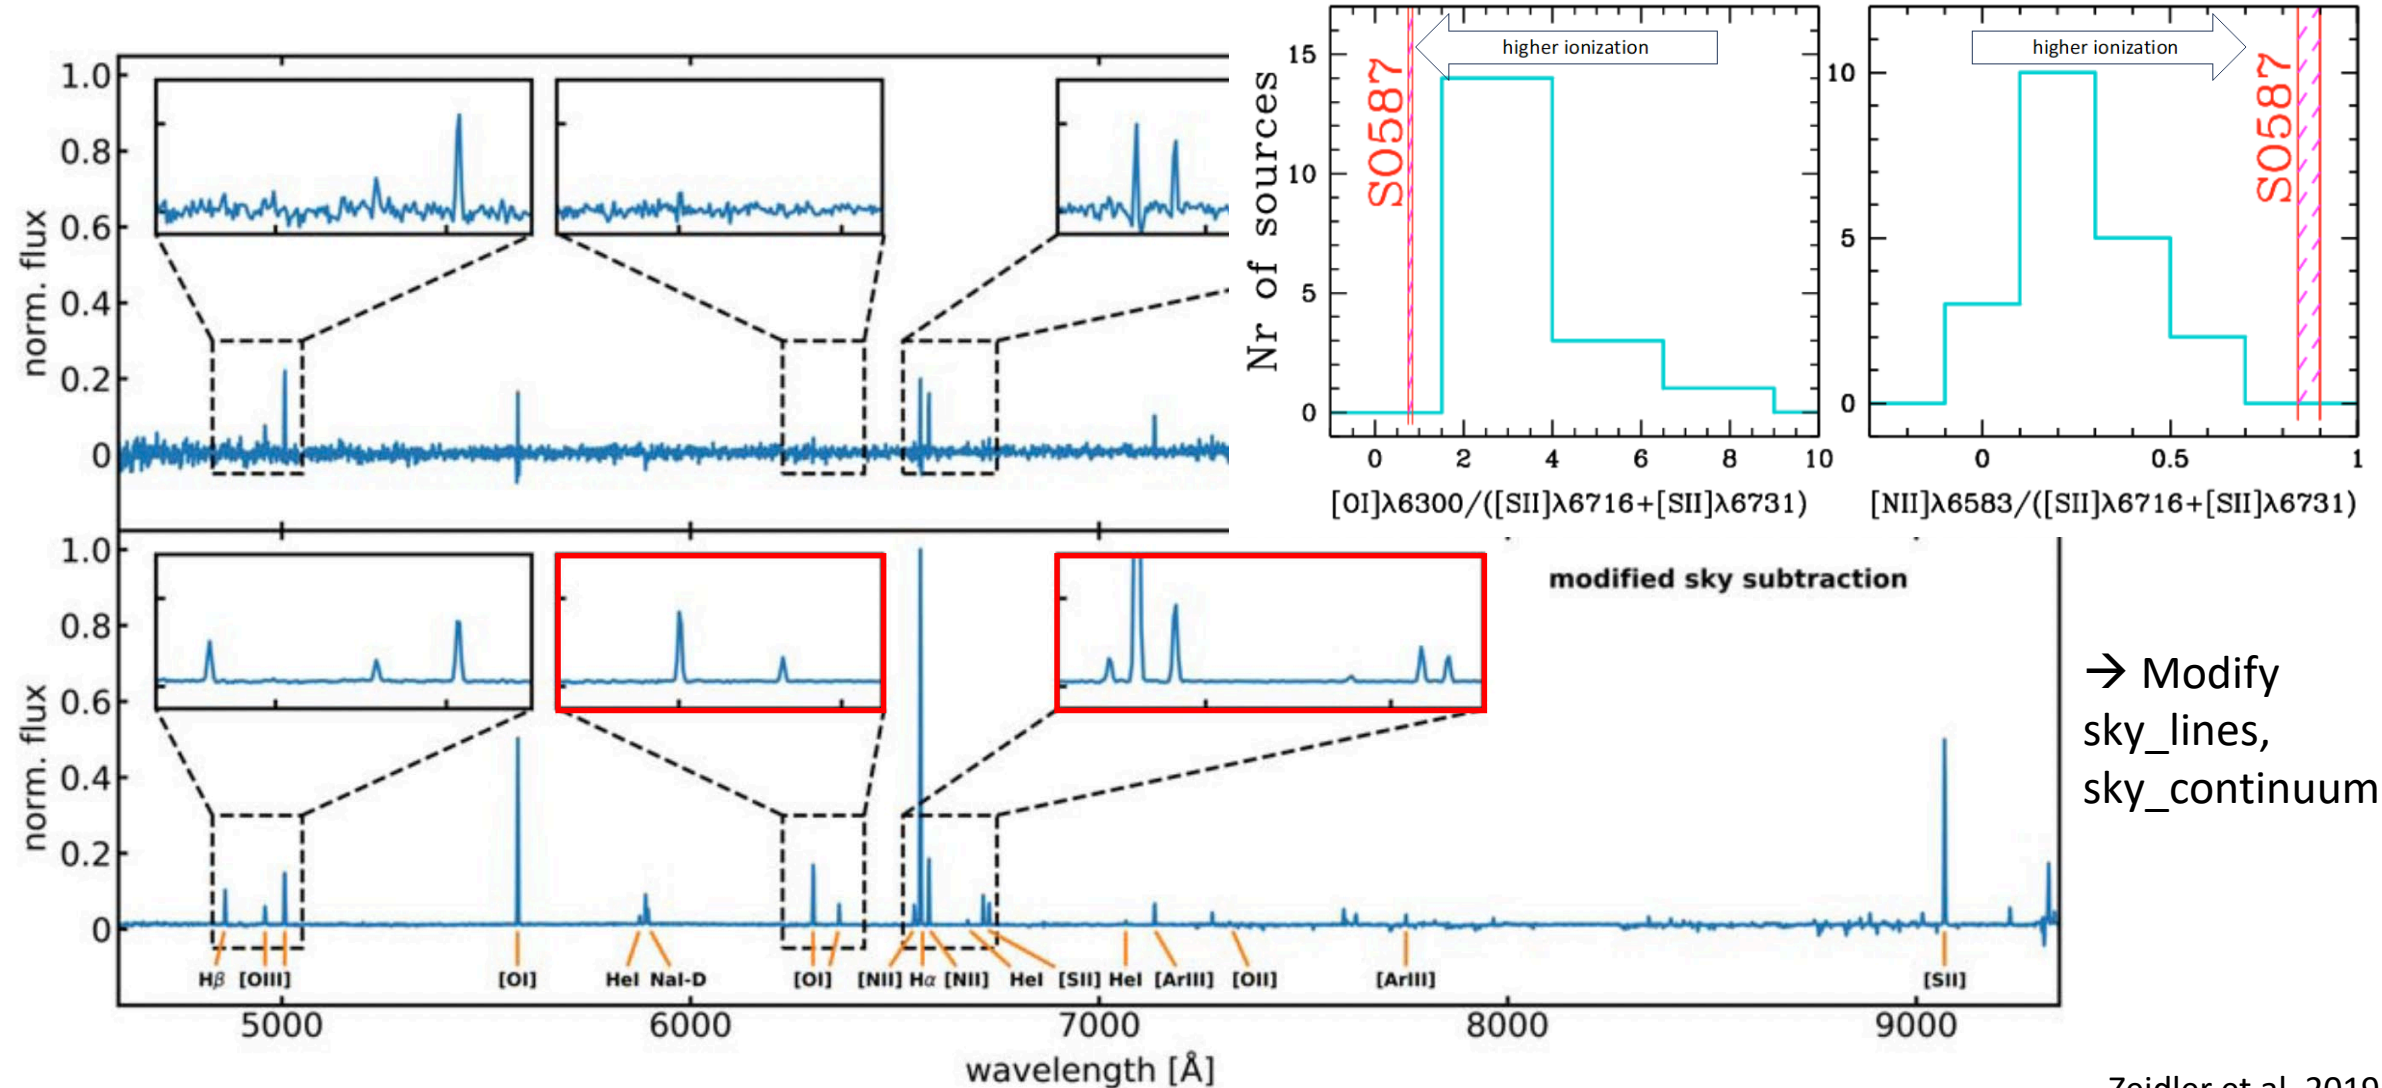 1.0
0.8
0.6
0.4
0.2
0
norm. flux
15
10
5
0
Nr of sources
S0587
higher ionization
0 2 4 6 8 10
[OI]λ6300/([SII]λ6716+[SII]λ6731)
10
5
0
S0587
higher ionization
0 0.5 1
[NII]λ6583/([SII]λ6716+[SII]λ6731)
1.0
0.8
0.6
0.4
0.2
0
norm. flux
modified sky subtraction
Hβ [OIII] [OI] HeI NaI-D [OI] [NII] Hα [NII] HeI [SII] HeI [ArIII] [OII] [ArIII] [SII]
5000 6000 7000 8000 9000
wavelength [Å]
→ Modify
sky_lines,
sky_continuum
Zeidler et al. 2019